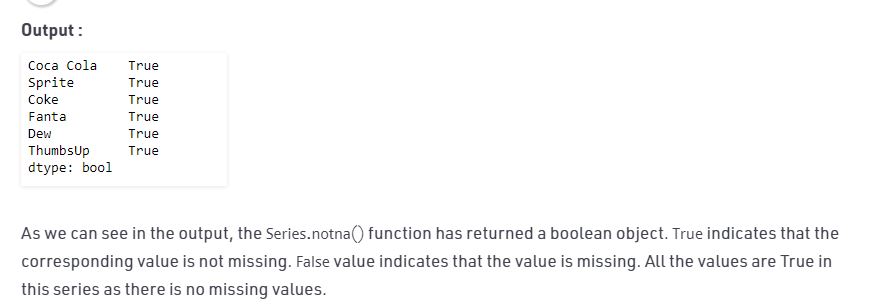 Output :
Coca Cola    True
Sprite       True
Coke         True
Fanta        True
Dew          True
ThumbsUp     True
dtype: bool
As we can see in the output, the Series.notna() function has returned a boolean object. True indicates that the
corresponding value is not missing. False value indicates that the value is missing. All the values are True in
this series as there is no missing values.